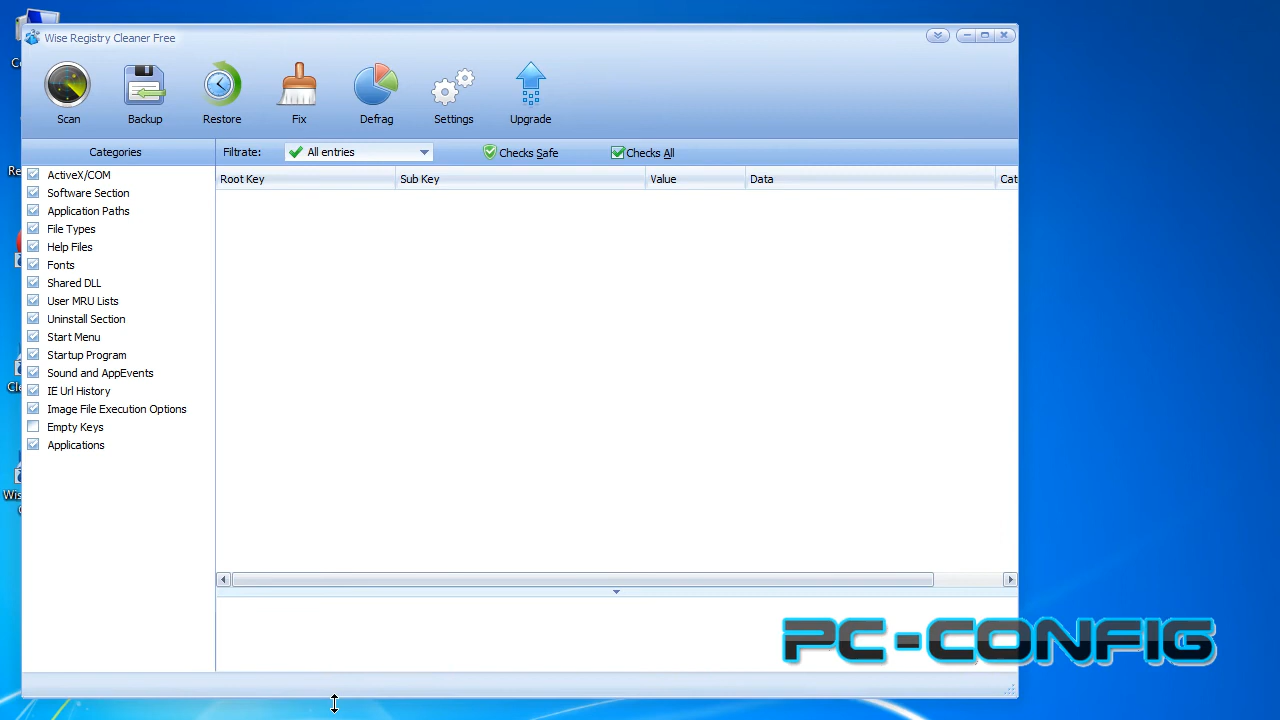 Wise Registry Cleaner Free
Scan
Backup
Restore
Fix
Defrag
Settings
Upgrade
Categories
Filtrate:
All entries
Checks Safe
Checks All
Root Key
Sub Key
Value
Data
Cat
ActiveX/COM
Software Section
Application Paths
File Types
Help Files
Fonts
Shared DLL
User MRU Lists
Uninstall Section
Start Menu
Startup Program
Sound and AppEvents
IE Url History
Image File Execution Options
Empty Keys
Applications
Re
Cle
Wis
PC-CONFIG